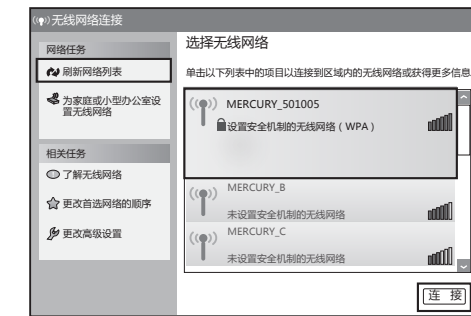 无线网络连接
网络任务
刷新网络列表
为家庭或小型办公室设
置无线网络
相关任务
了解无线网络
更改首选网络的顺序
更改高级设置
选择无线网络
单击以下列表中的项目以连接到区域内的无线网络或获得更多信息
MERCURY_501005
设置安全机制的无线网络（WPA）
MERCURY_B
未设置安全机制的无线网络
MERCURY_C
未设置安全机制的无线网络
连 接